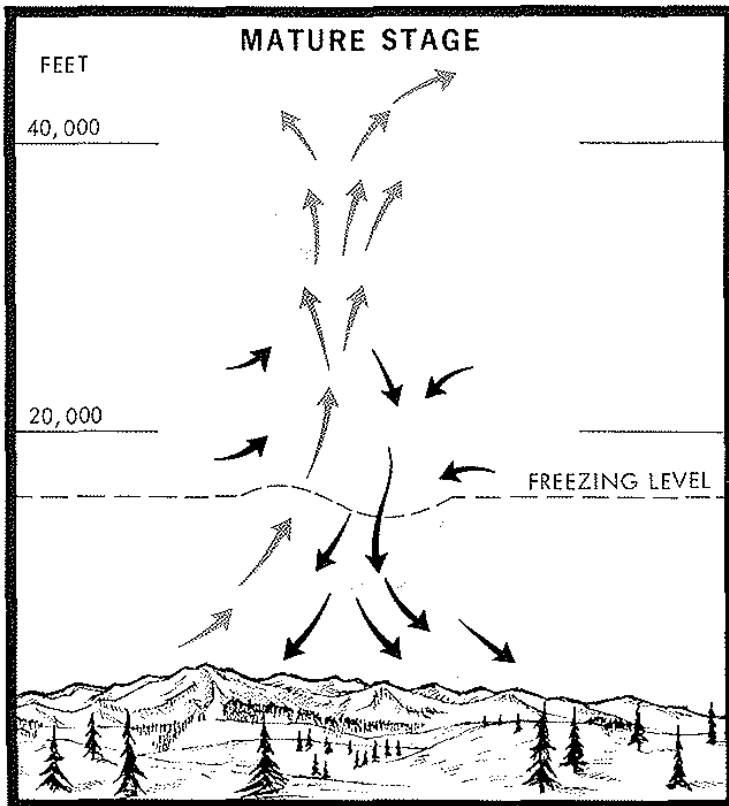 MATURE STAGE
FEET
40,000
20,000
FREEZING LEVEL